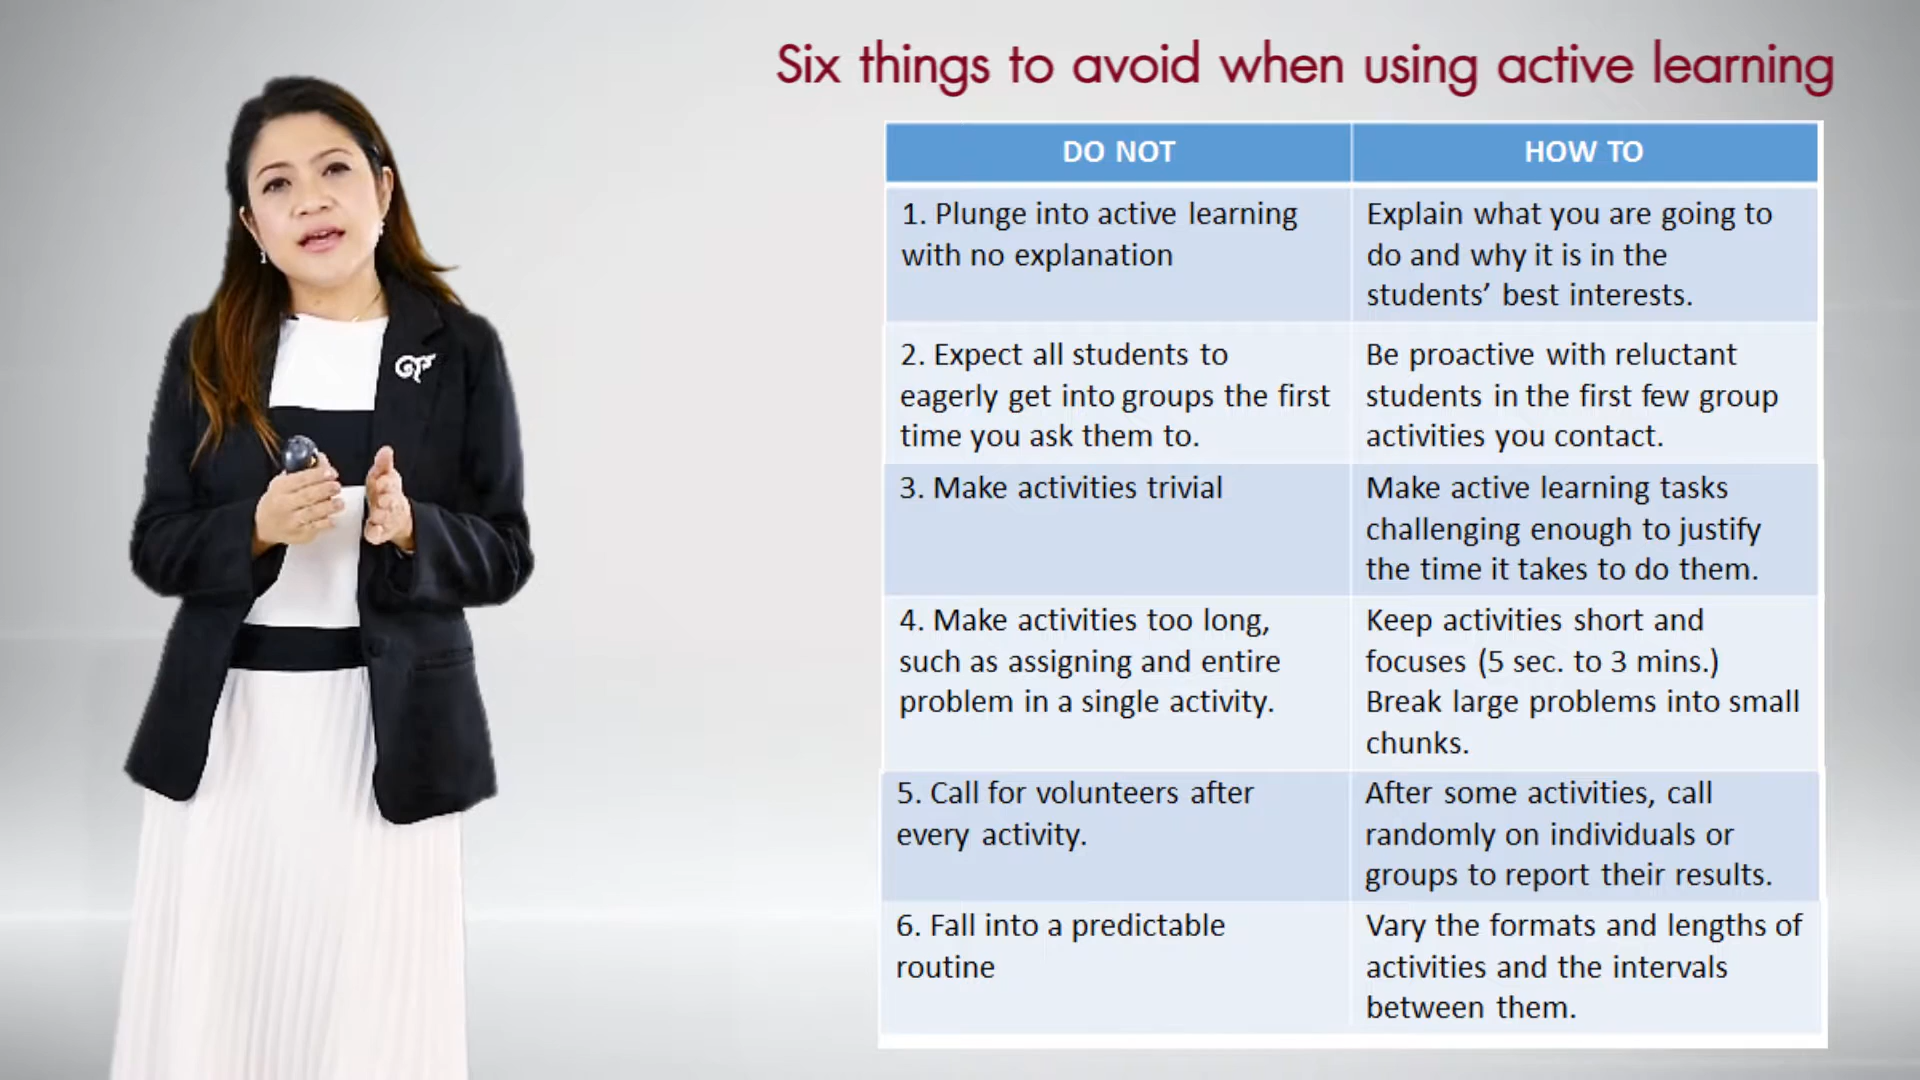 Six things to avoid when using active learning
DO NOT
HOW TO
1. Plunge into active learning
with no explanation
Explain what you are going to
do and why it is in the
students’ best interests.
2. Expect all students to
eagerly get into groups the first
time you ask them to.
Be proactive with reluctant
students in the first few group
activities you contact.
3. Make activities trivial
Make active learning tasks
challenging enough to justify
the time it takes to do them.
4. Make activities too long,
such as assigning and entire
problem in a single activity.
Keep activities short and
focuses (5 sec. to 3 mins.)
Break large problems into small
chunks.
5. Call for volunteers after
every activity.
After some activities, call
randomly on individuals or
groups to report their results.
6. Fall into a predictable
routine
Vary the formats and lengths of
activities and the intervals
between them.